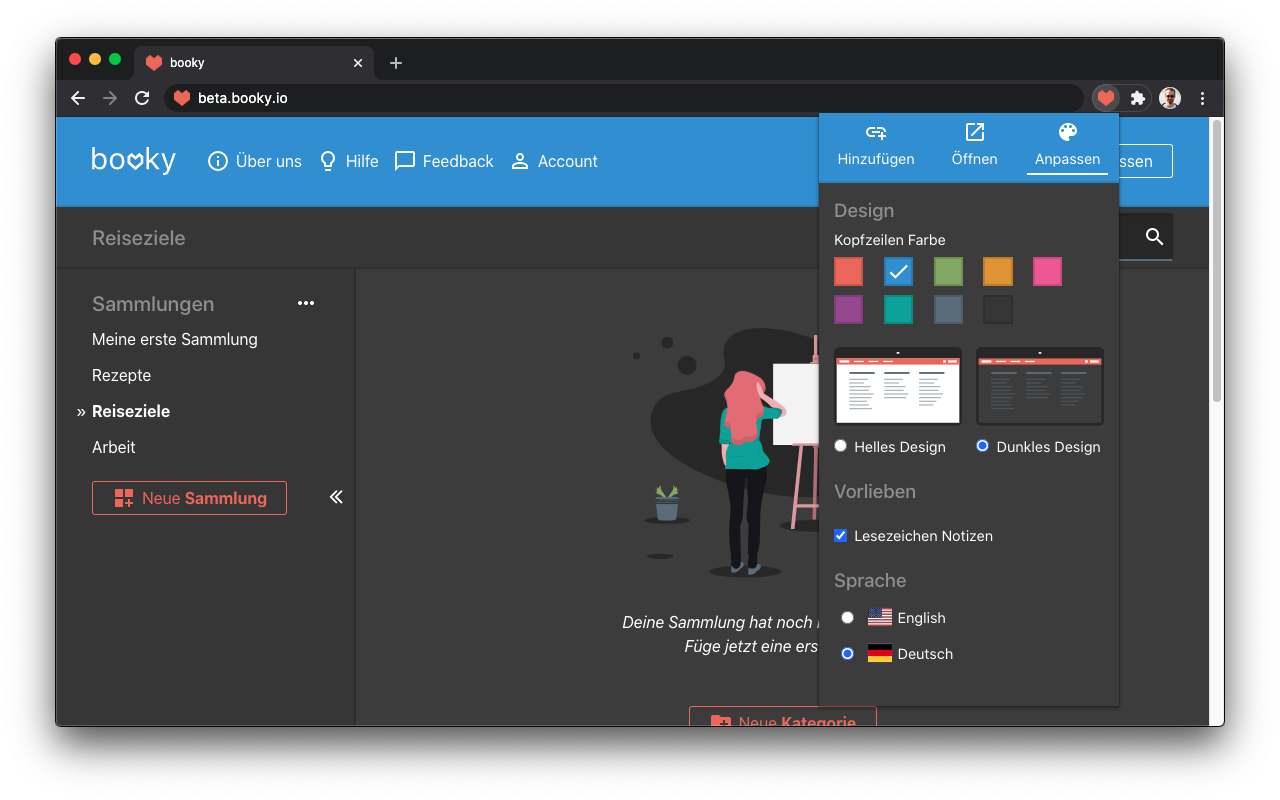 booky
beta.booky.io
booky
Über uns
Hilfe
Feedback
Account
ssen
Hinzufügen
Öffnen
Anpassen
Reiseziele
Sammlungen
Meine erste Sammlung
Rezepte
» Reiseziele
Arbeit
Neue Sammlung
Deine Sammlung hat noch
Füge jetzt eine ers
Neue Kategorie
Design
Kopfzeilen Farbe
Helles Design
Dunkles Design
Vorlieben
Lesezeichen Notizen
Sprache
English
Deutsch